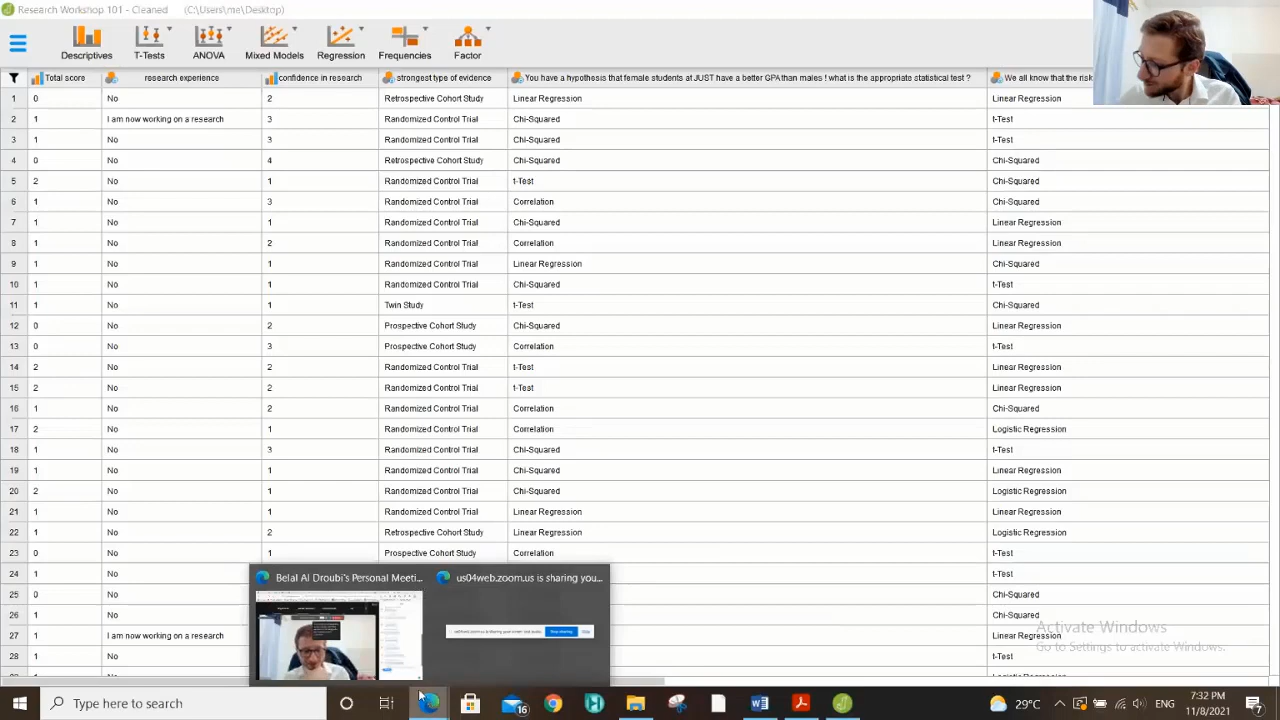 Research Workshop 101 - Cleaned (C:\Users\me\Desktop)
Descriptives T-Tests ANOVA Mixed Models Regression Frequencies Factor
Total score research experience confidence in research strongest type of evidence You have a hypothesis that female students at JUST have a better GPA than males ! what is the appropriate statistical test ? We all know that the
1 0 No 2 Retrospective Cohort Study Linear Regression Linear Regression
2 1 I am now working on a research 3 Randomized Control Trial Chi-Squared t-Test
3 1 No 3 Randomized Control Trial Chi-Squared t-Test
4 0 No 4 Retrospective Cohort Study Chi-Squared Chi-Squared
5 2 No 1 Randomized Control Trial t-Test Chi-Squared
6 1 No 3 Randomized Control Trial Correlation Chi-Squared
7 1 No 1 Randomized Control Trial Chi-Squared Linear Regression
8 1 No 2 Randomized Control Trial Correlation Linear Regression
9 1 No 1 Randomized Control Trial Linear Regression Chi-Squared
10 1 No 1 Randomized Control Trial Chi-Squared t-Test
11 1 No 1 Twin Study t-Test Chi-Squared
12 0 No 2 Prospective Cohort Study Chi-Squared Linear Regression
13 0 No 3 Prospective Cohort Study Correlation t-Test
14 2 No 2 Randomized Control Trial t-Test Linear Regression
15 2 No 2 Randomized Control Trial t-Test Linear Regression
16 1 No 2 Randomized Control Trial Correlation Chi-Squared
17 2 No 1 Randomized Control Trial Correlation Logistic Regression
18 1 No 3 Randomized Control Trial Chi-Squared t-Test
19 1 No 1 Randomized Control Trial Chi-Squared Linear Regression
20 2 No 1 Randomized Control Trial Chi-Squared Logistic Regression
21 1 No 1 Randomized Control Trial Linear Regression Linear Regression
22 1 No 2 Retrospective Cohort Study Linear Regression Logistic Regression
23 0 No 1 Prospective Cohort Study Correlation t-Test
24 1 No t-Test
25 0 No Chi-Squared
26 1 No Chi-Squared
27 1 I am now working on a research Linear Regression
28 1 No t-Test
Belal Al Droubi's Personal Meeti... us04web.zoom.us is sharing you...
Activate Windows
Go to Settings to activate Windows.
Type here to search 16 29°C ENG 7:32 PM 11/8/2021 7